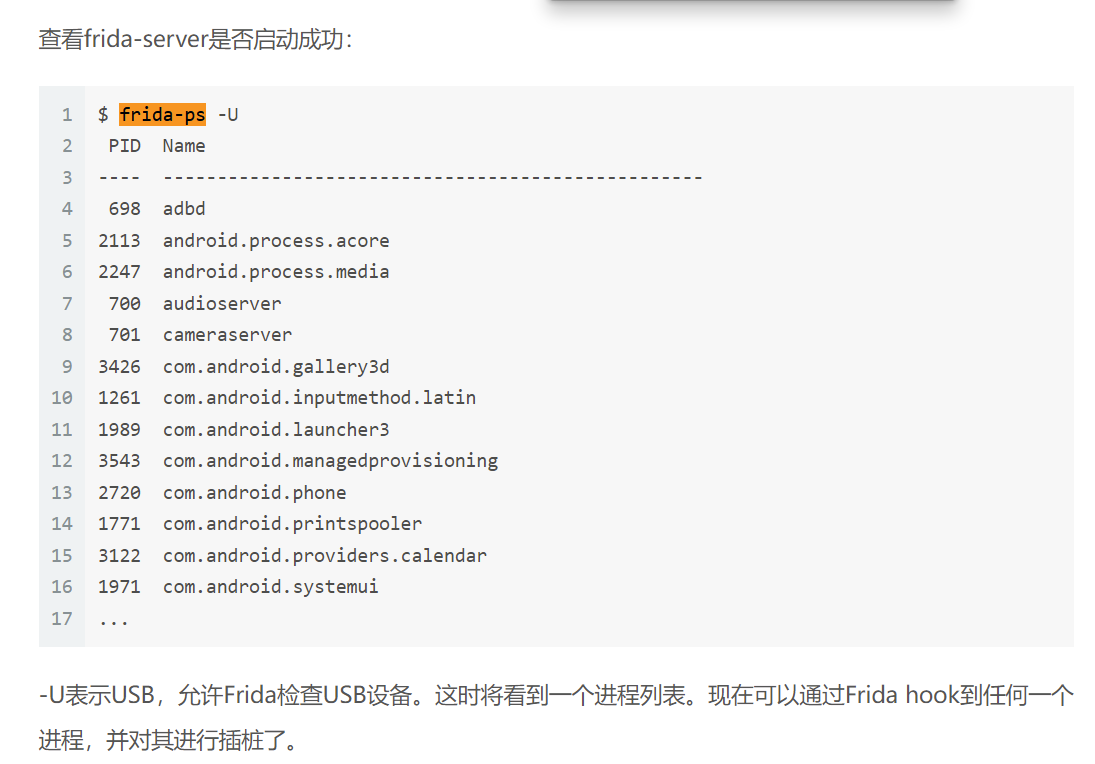 查看frida-server是否启动成功：
1 $ frida-ps -U
2  PID  Name
3 ----  --------------------------------------------------
4  698  adbd
5 2113  android.process.acore
6 2247  android.process.media
7  700  audioserver
8  701  cameraserver
9 3426  com.android.gallery3d
10 1261  com.android.inputmethod.latin
11 1989  com.android.launcher3
12 3543  com.android.managedprovisioning
13 2720  com.android.phone
14 1771  com.android.printspooler
15 3122  com.android.providers.calendar
16 1971  com.android.systemui
17 ...
-U表示USB，允许Frida检查USB设备。这时将看到一个进程列表。现在可以通过Frida hook到任何一个
进程，并对其进行插桩了。